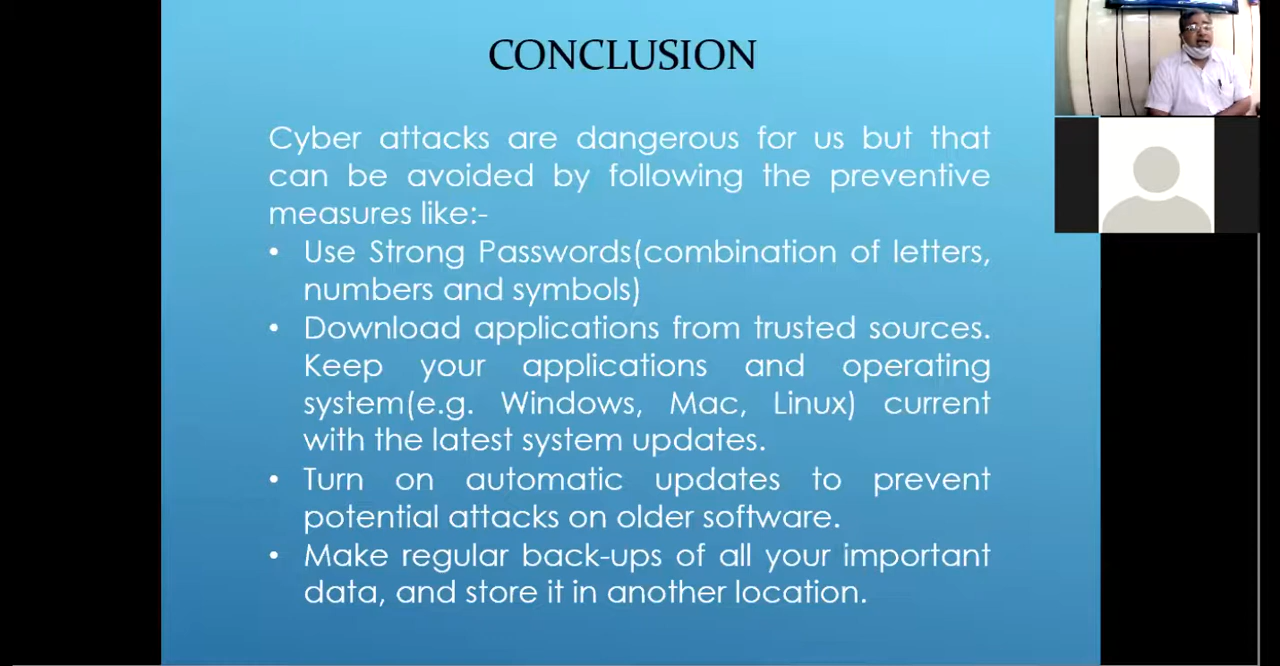 CONCLUSION
Cyber attacks are dangerous for us but that
can be avoided by following the preventive
measures like:-
• Use Strong Passwords(combination of letters,
numbers and symbols)
• Download applications from trusted sources.
Keep your applications and operating
system(e.g. Windows, Mac, Linux) current
with the latest system updates.
• Turn on automatic updates to prevent
potential attacks on older software.
• Make regular back-ups of all your important
data, and store it in another location.